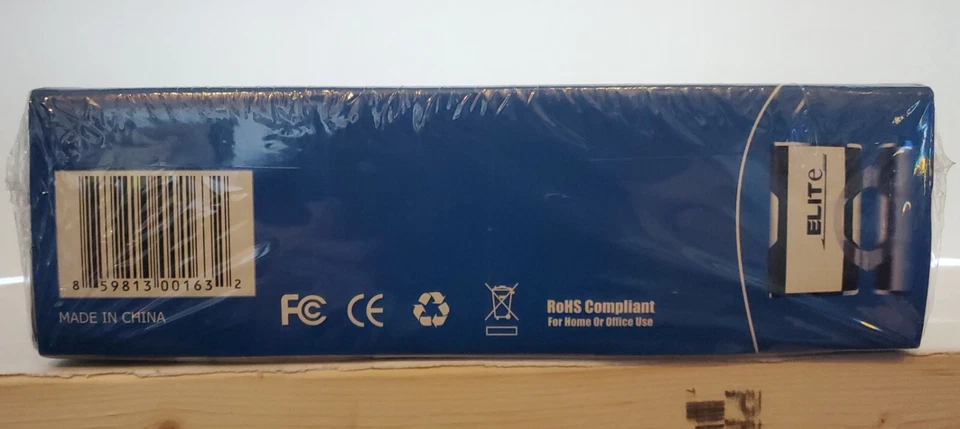 8 59813 00163 2
MADE IN CHINA
FC
CE
RoHS Compliant
For Home Or Office Use
ELITe